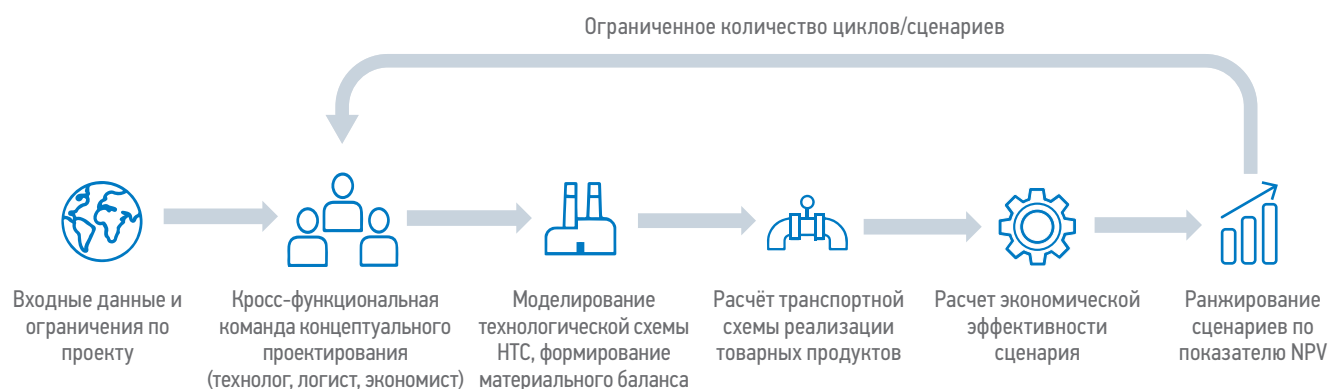 Ограниченное количество циклов/сценариев
Входные данные и
ограничения по
проекту
Кросс-функциональная
команда концептуального
проектирования
(технолог, логист, экономист)
Моделирование
технологической схемы
НТС, формирование
материального баланса
Расчёт транспортной
схемы реализации
товарных продуктов
Расчет экономической
эффективности
сценария
Ранжирование
сценариев по
показателю NPV